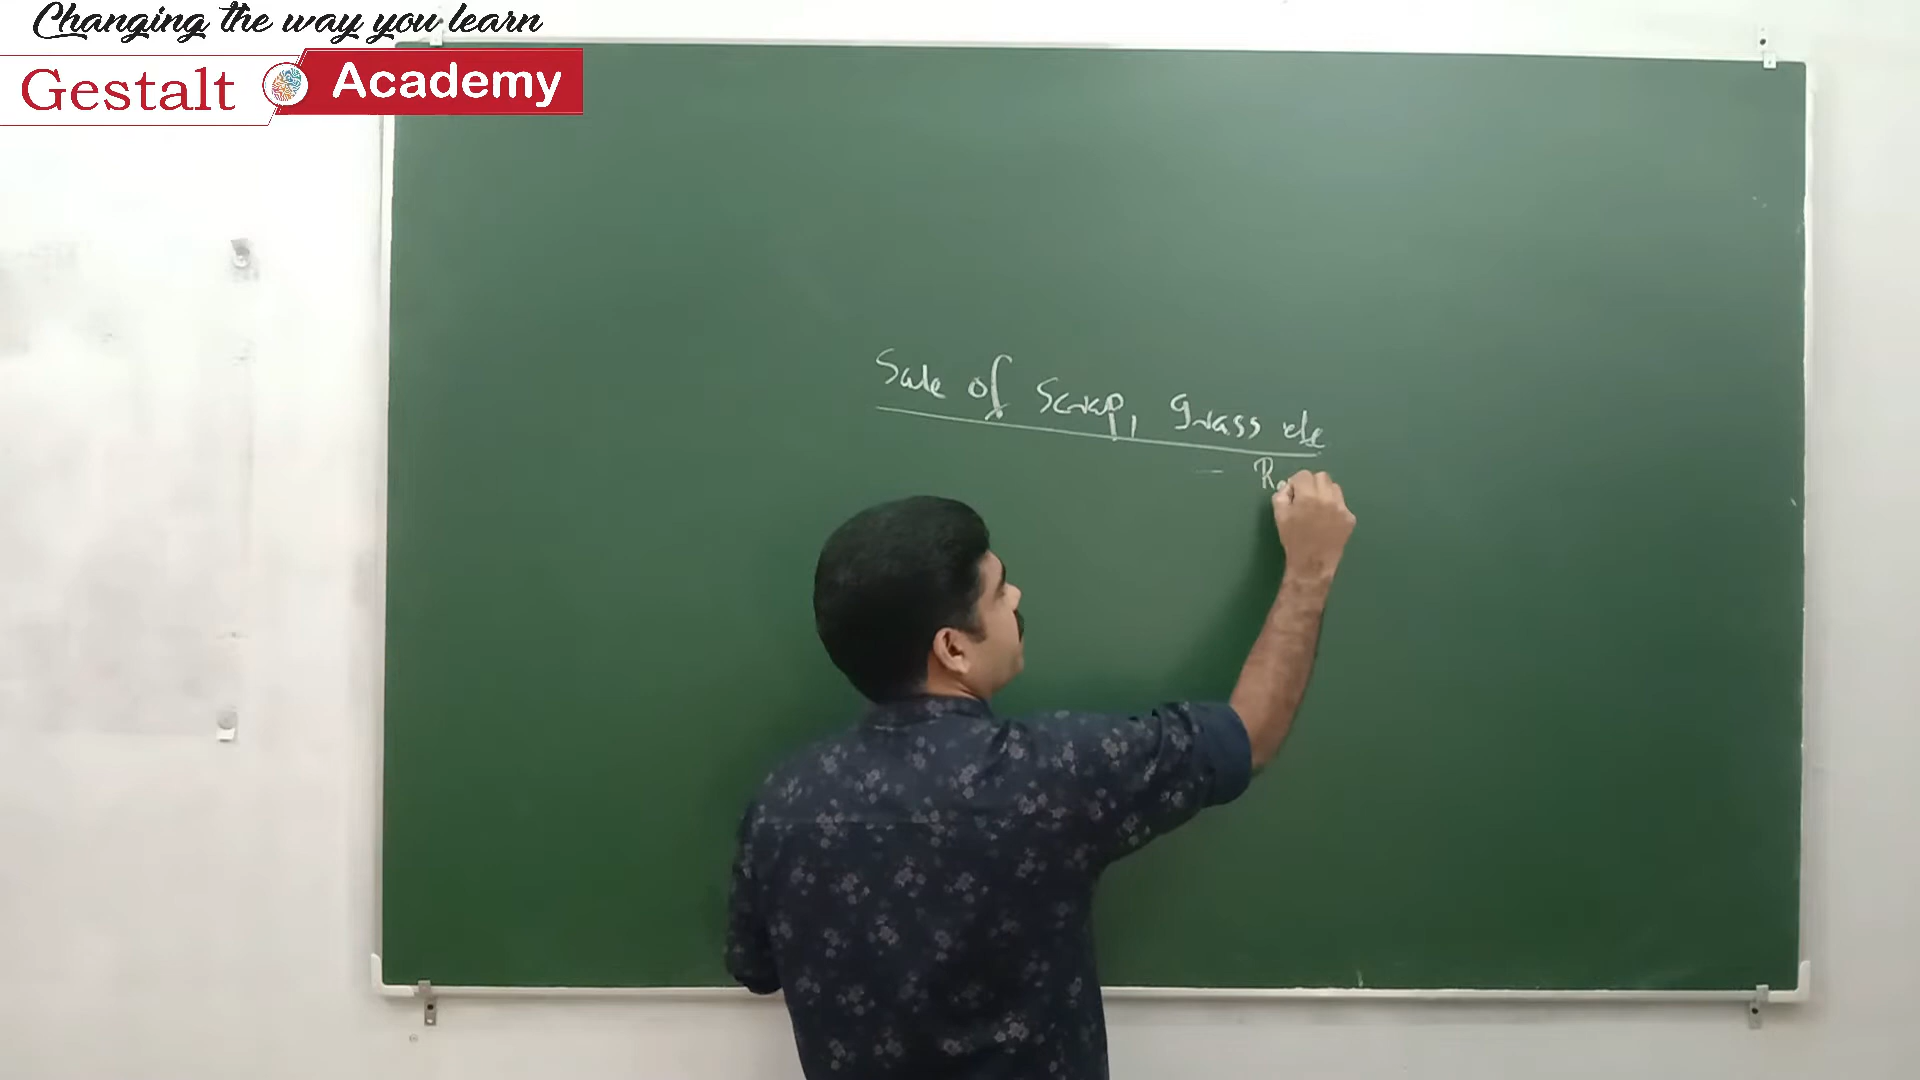 Changing the way you learn
Gestalt Academy
Sale of Scrap, Grass etc